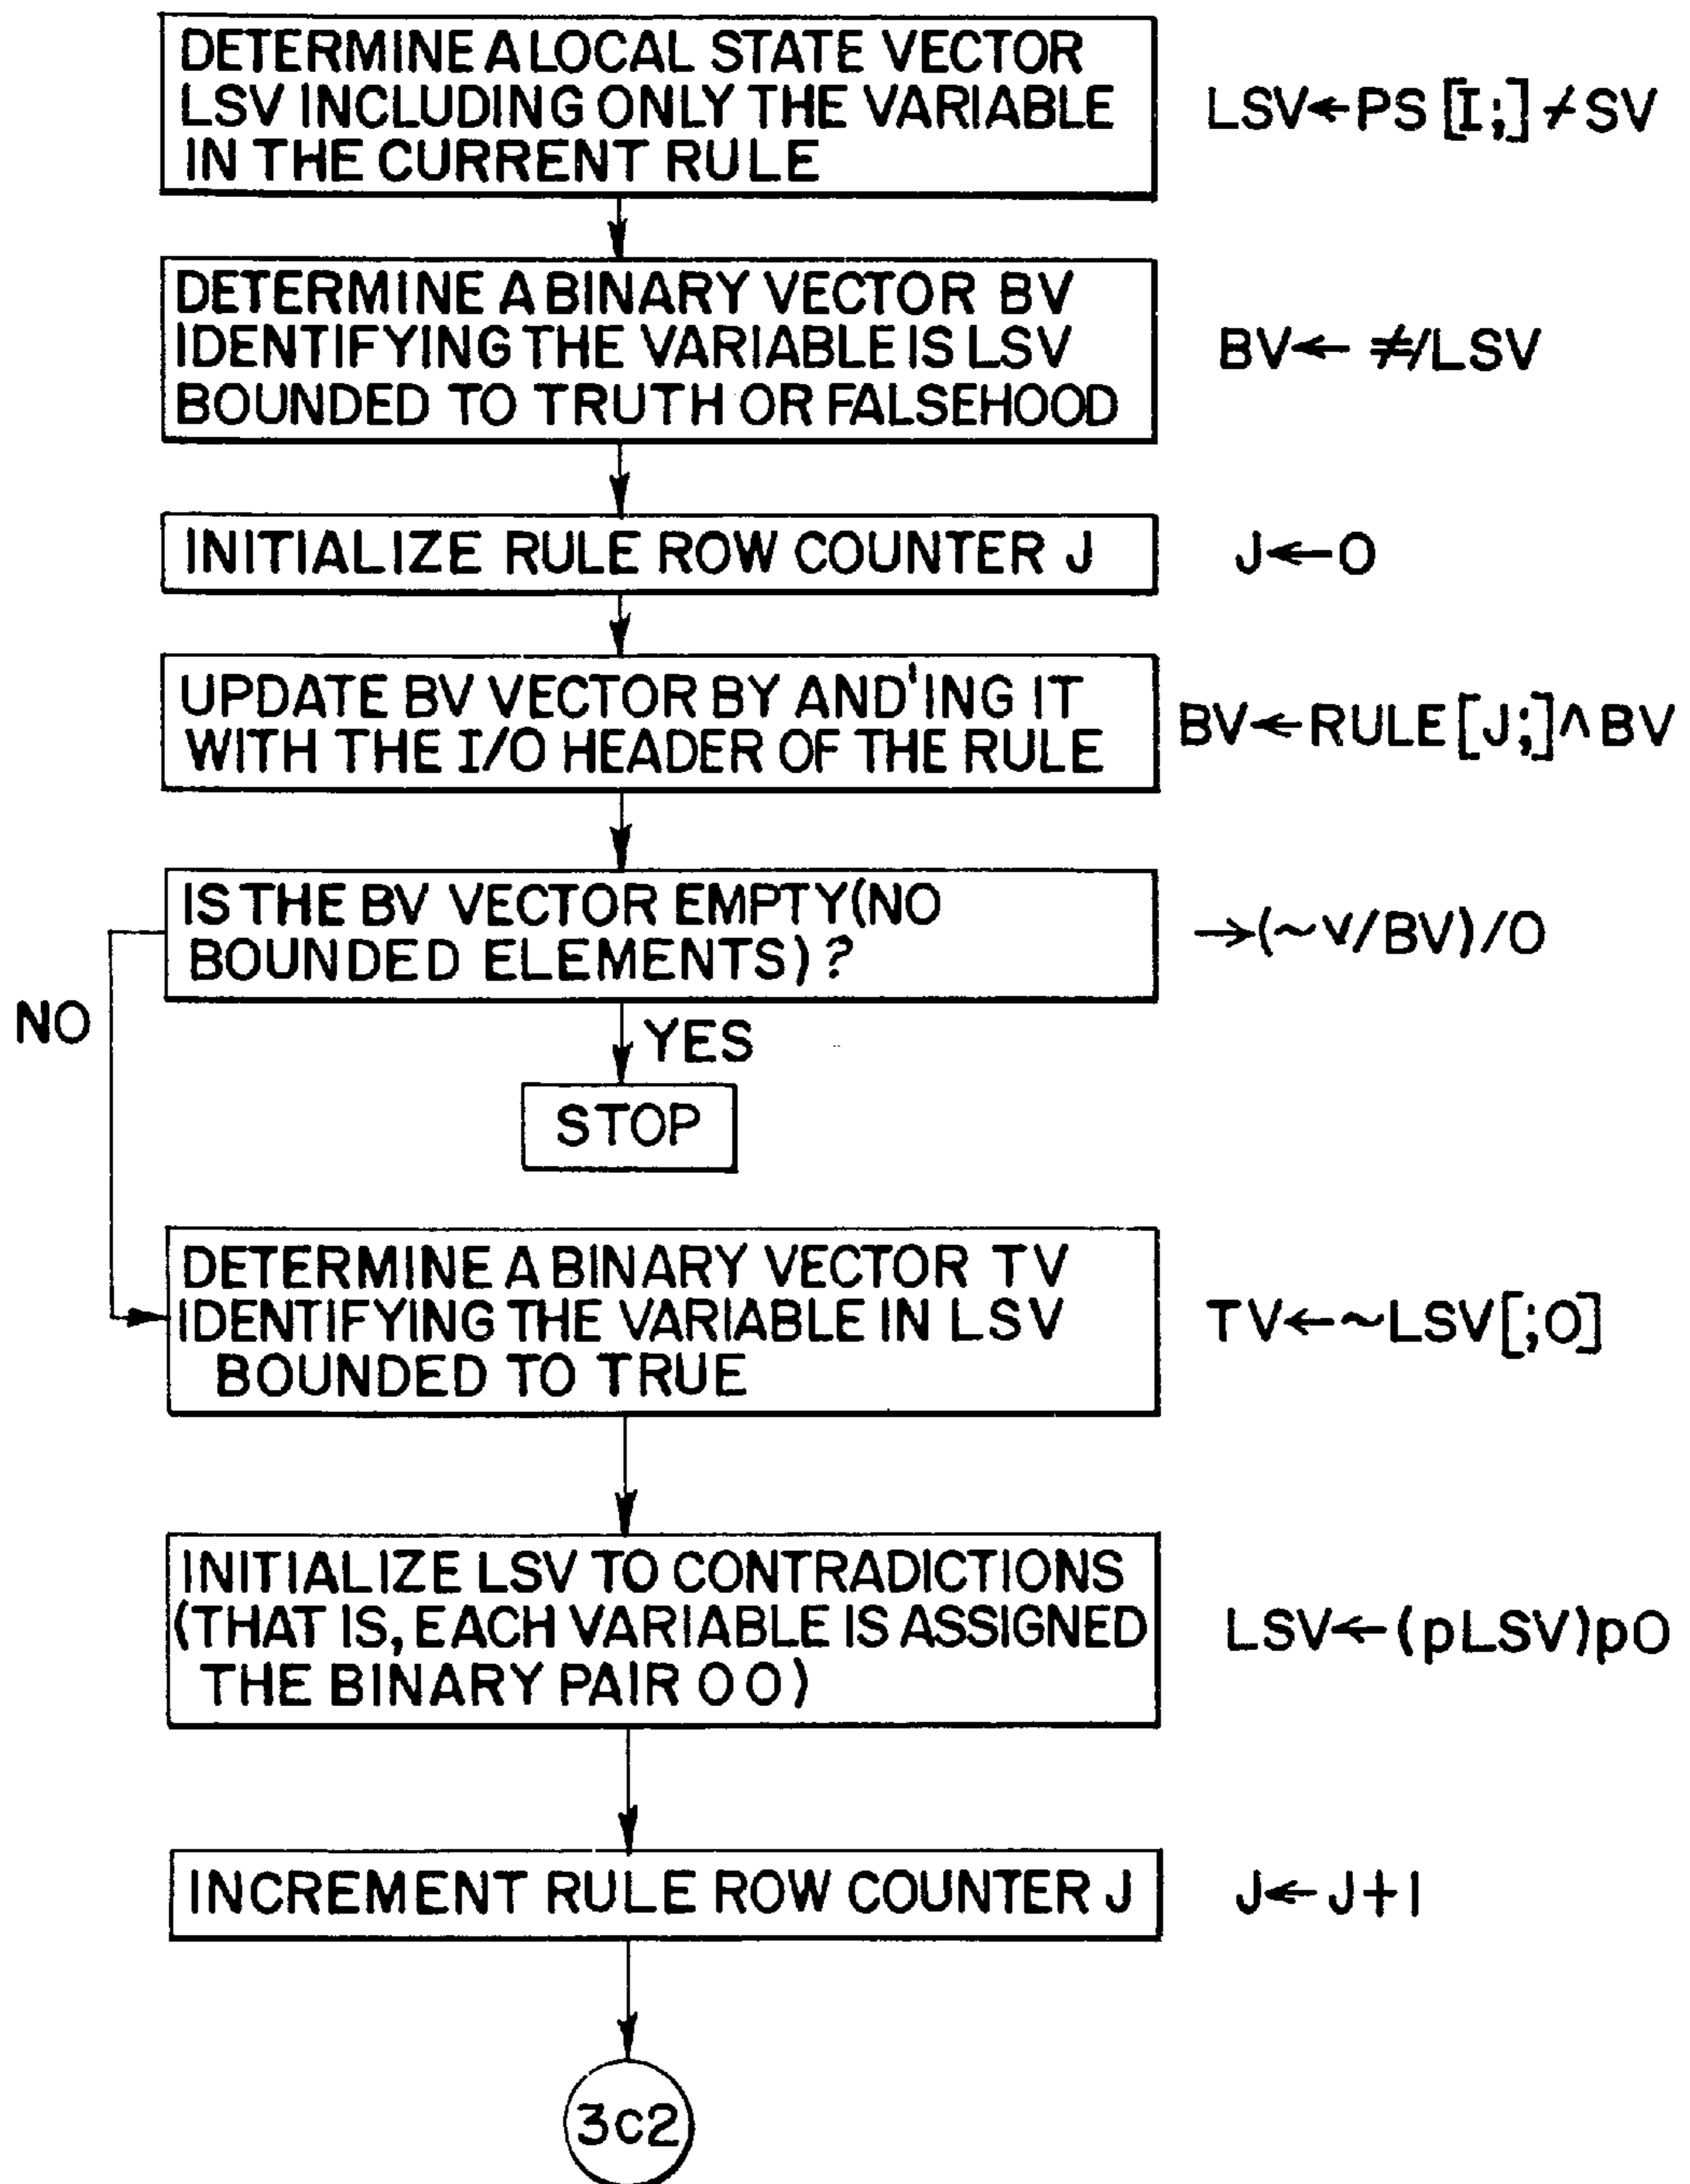 DETERMINE A LOCAL STATE VECTOR
LSV INCLUDING ONLY THE VARIABLE
IN THE CURRENT RULE
LSV←PS[I;]⌿SV
DETERMINE A BINARY VECTOR BV
IDENTIFYING THE VARIABLE IS LSV
BOUNDED TO TRUTH OR FALSEHOOD
BV← ≠/LSV
INITIALIZE RULE ROW COUNTER J
J←0
UPDATE BV VECTOR BY AND'ING IT
WITH THE I/O HEADER OF THE RULE
BV←RULE[J;]∧BV
IS THE BV VECTOR EMPTY(NO
BOUNDED ELEMENTS)?
→(~V/BV)/0
NO
YES
STOP
DETERMINE A BINARY VECTOR TV
IDENTIFYING THE VARIABLE IN LSV
BOUNDED TO TRUE
TV←~LSV[;0]
INITIALIZE LSV TO CONTRADICTIONS
(THAT IS, EACH VARIABLE IS ASSIGNED
THE BINARY PAIR 0 0)
LSV←(pLSV)p0
INCREMENT RULE ROW COUNTER J
J←J+1
3c2